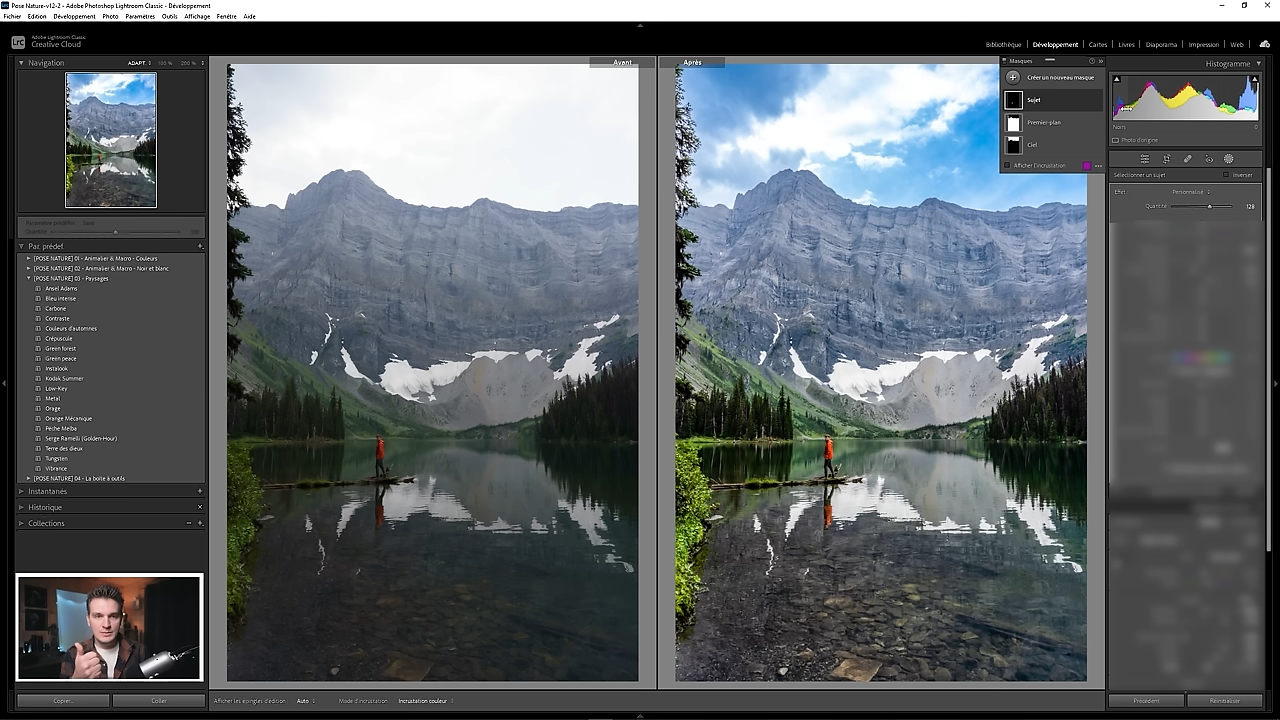 Pose Nature-v12-2 - Adobe Photoshop Lightroom Classic - Développement
Fichier Edition Développement Photo Paramètres Outils Affichage Fenêtre Aide
Lrc
Adobe Lightroom Classic
Creative Cloud
Bibliothèque | Développement | Cartes | Livres | Diaporama | Impression | Web
Navigation ADAPT. 100 % 200 %
Avant
Après
Masques
Créer un nouveau masque
Sujet
Premier-plan
Ciel
Afficher l'incrustation
Histogramme
Noirs 0
Photo d'origine
Sélectionner un sujet Inverser
Effet : Personnalisé
Quantité 128
Par. prédef.
[POSE NATURE] 01 - Animalier & Macro - Couleurs
[POSE NATURE] 02 - Animalier & Macro - Noir et blanc
[POSE NATURE] 03 - Paysages
Ansel Adams
Bleu intense
Carbone
Contraste
Couleurs d'automnes
Crépuscule
Green forest
Green peace
Instalook
Kodak Summer
Low-Key
Metal
Orage
Orange Mécanique
Pêche Melba
Serge Ramelli (Golden-Hour)
Terre des dieux
Tungsten
Vibrance
[POSE NATURE] 04 - La boite à outils
Instantanés
Historique
Collections
Copier... Coller
Afficher les épingles d'édition : Auto Mode d'incrustation : Incrustation couleur
Précédent Réinitialiser